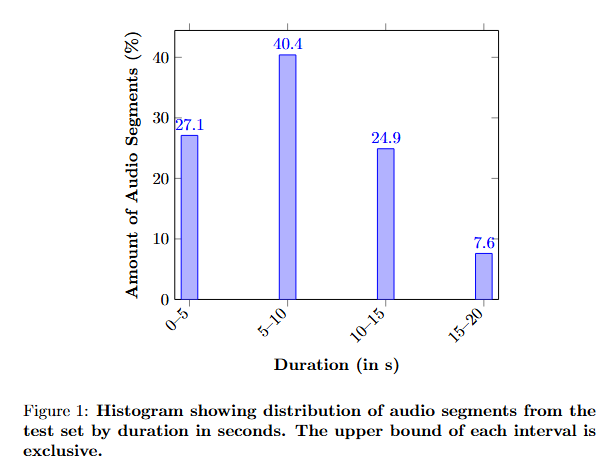 Amount of Audio Segments (%)
40
30
20
10
0
27.1
40.4
24.9
7.6
0–5
5–10
10–15
15–20
Duration (in s)
Figure 1: Histogram showing distribution of audio segments from the
test set by duration in seconds. The upper bound of each interval is
exclusive.